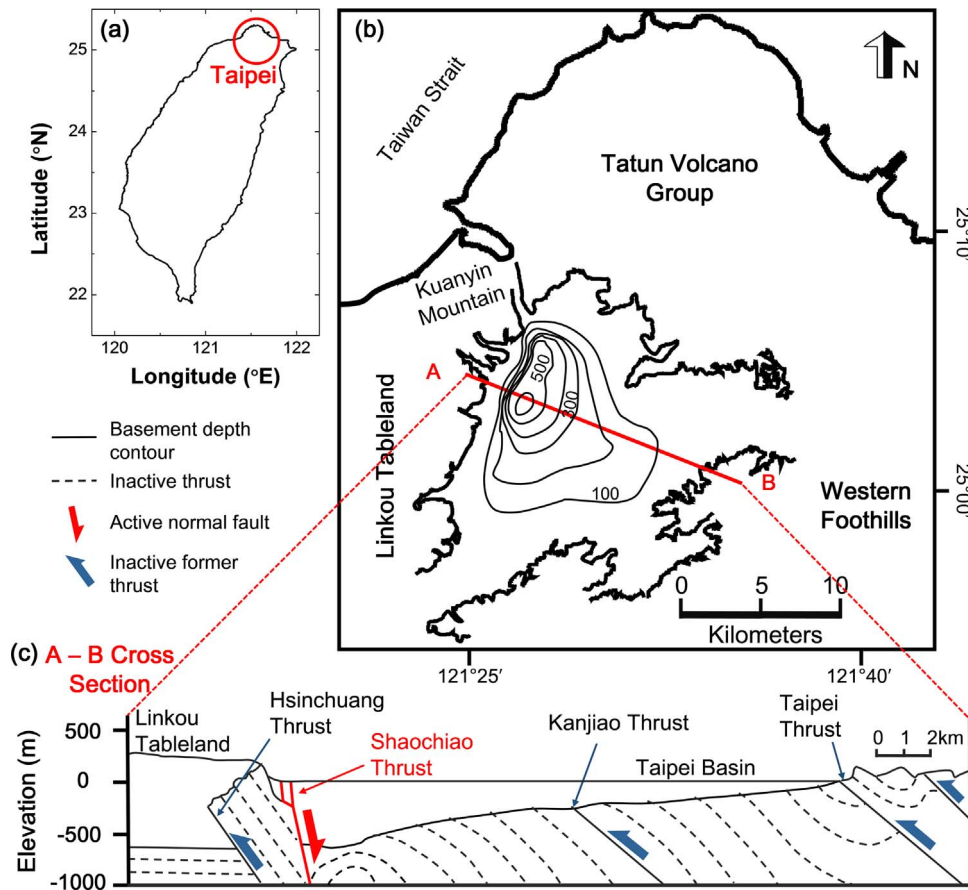 (a)
25
24
23
22
Taipei
Latitude (°N)
120
121
122
Longitude (°E)
Basement depth
contour
Inactive thrust
Active normal fault
Inactive former
thrust
(b)
N
Taiwan Strait
Tatun Volcano
Group
Kuanyin
Mountain
A
500
300
100
B
Linkou Tableland
Western
Foothills
0
5
10
Kilometers
25°10'
25°00'
121°25'
121°40'
(c)
A – B Cross
Section
Linkou
Tableland
Hsinchuang
Thrust
Shaochiao
Thrust
Kanjiao Thrust
Taipei
Thrust
Taipei Basin
0 1 2km
500
0
-500
-1000
Elevation (m)